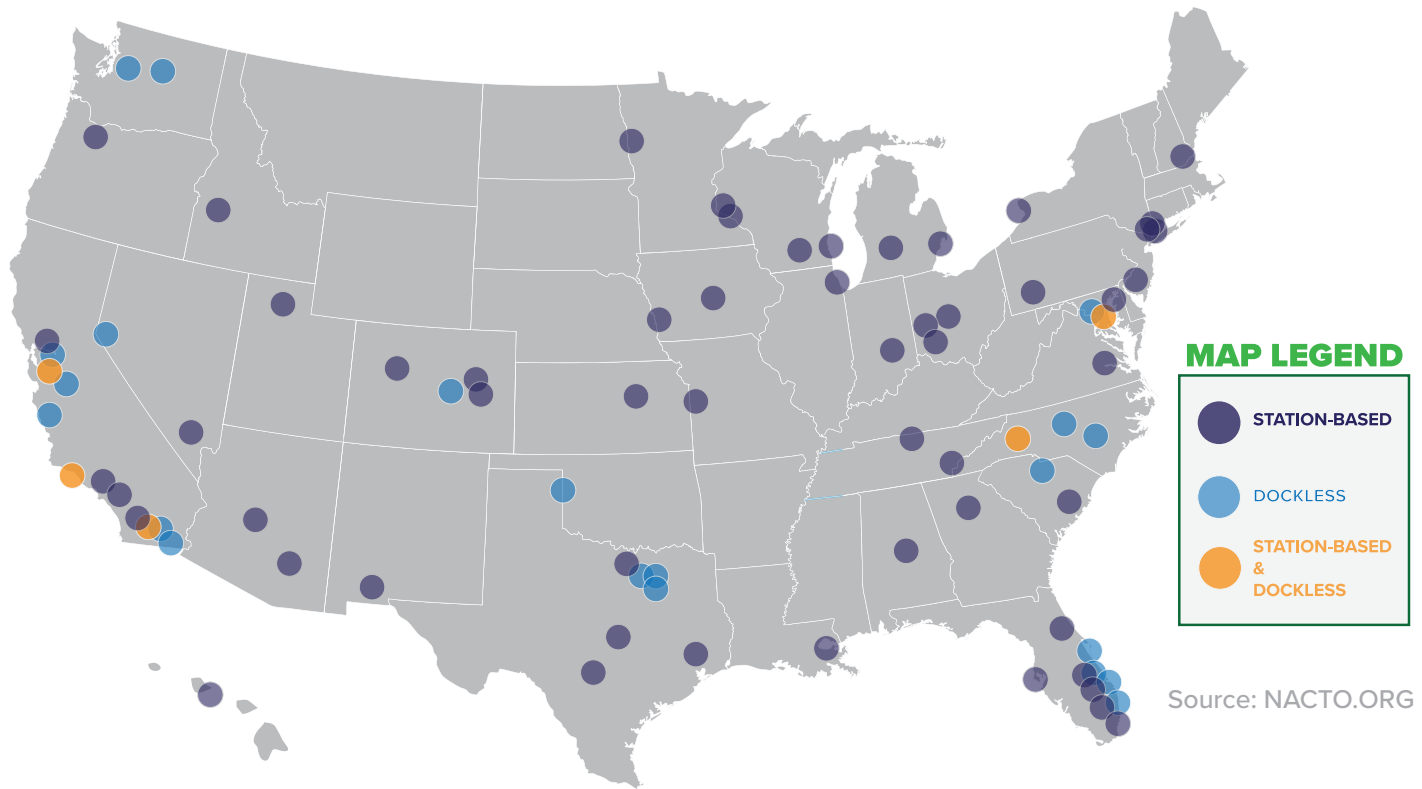 MAP LEGEND
STATION-BASED
DOCKLESS
STATION-BASED
&
DOCKLESS
Source: NACTO.ORG